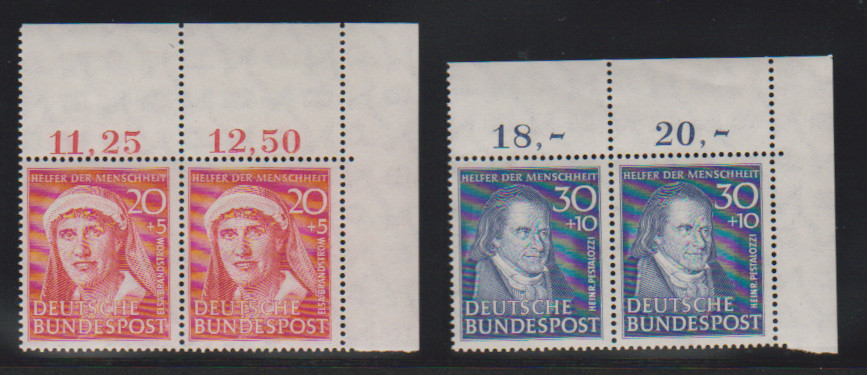 11,25 12,50
HELFER DER MENSCHHEIT
20
+5
ELSA BRANDSTRÖM
DEUTSCHE
BUNDESPOST
HELFER DER MENSCHHEIT
20
+5
ELSA BRANDSTRÖM
DEUTSCHE
BUNDESPOST
18,- 20,-
HELFER DER MENSCHHEIT
30
+10
HEINR. PESTALOZZI
DEUTSCHE
BUNDESPOST
HELFER DER MENSCHHEIT
30
+10
HEINR. PESTALOZZI
DEUTSCHE
BUNDESPOST